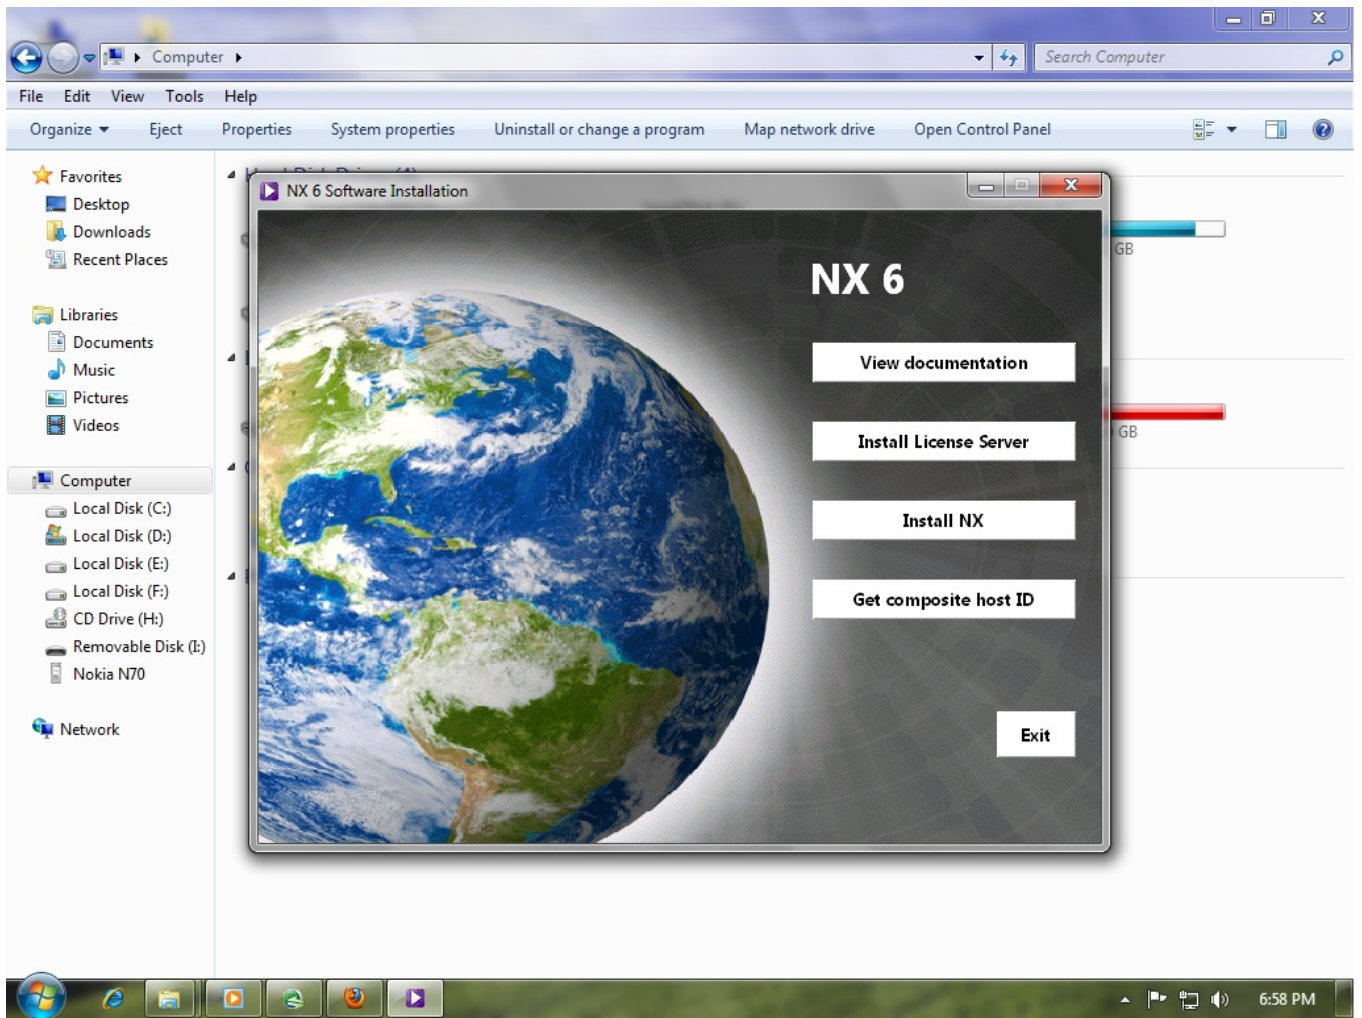 Computer
Search Computer
File Edit View Tools Help
Organize Eject Properties System properties Uninstall or change a program Map network drive Open Control Panel
Favorites
Desktop
Downloads
Recent Places
Libraries
Documents
Music
Pictures
Videos
Computer
Local Disk (C:)
Local Disk (D:)
Local Disk (E:)
Local Disk (F:)
CD Drive (H:)
Removable Disk (I:)
Nokia N70
Network
NX 6 Software Installation
NX 6
View documentation
Install License Server
Install NX
Get composite host ID
Exit
GB
GB
6:58 PM